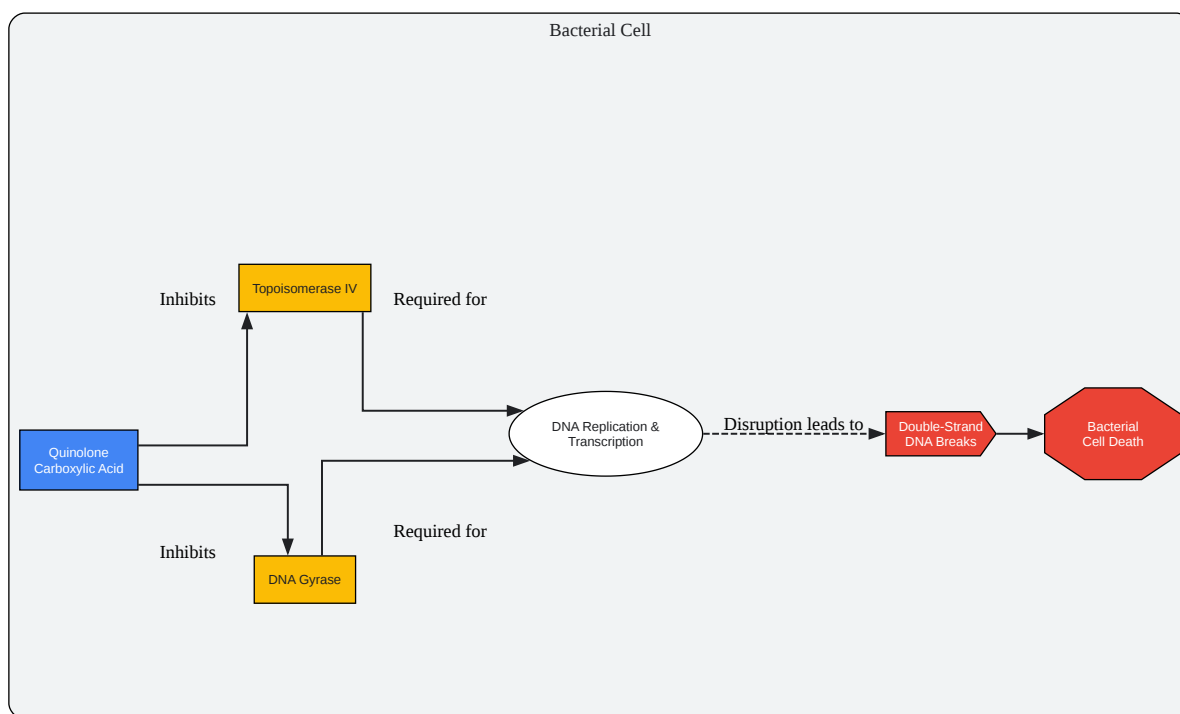 Bacterial Cell
Topoisomerase IV
Inhibits
Required for
Quinolone
Carboxylic Acid
DNA Replication &
Transcription
Disruption leads to
Double-Strand
DNA Breaks
Bacterial
Cell Death
Inhibits
Required for
DNA Gyrase